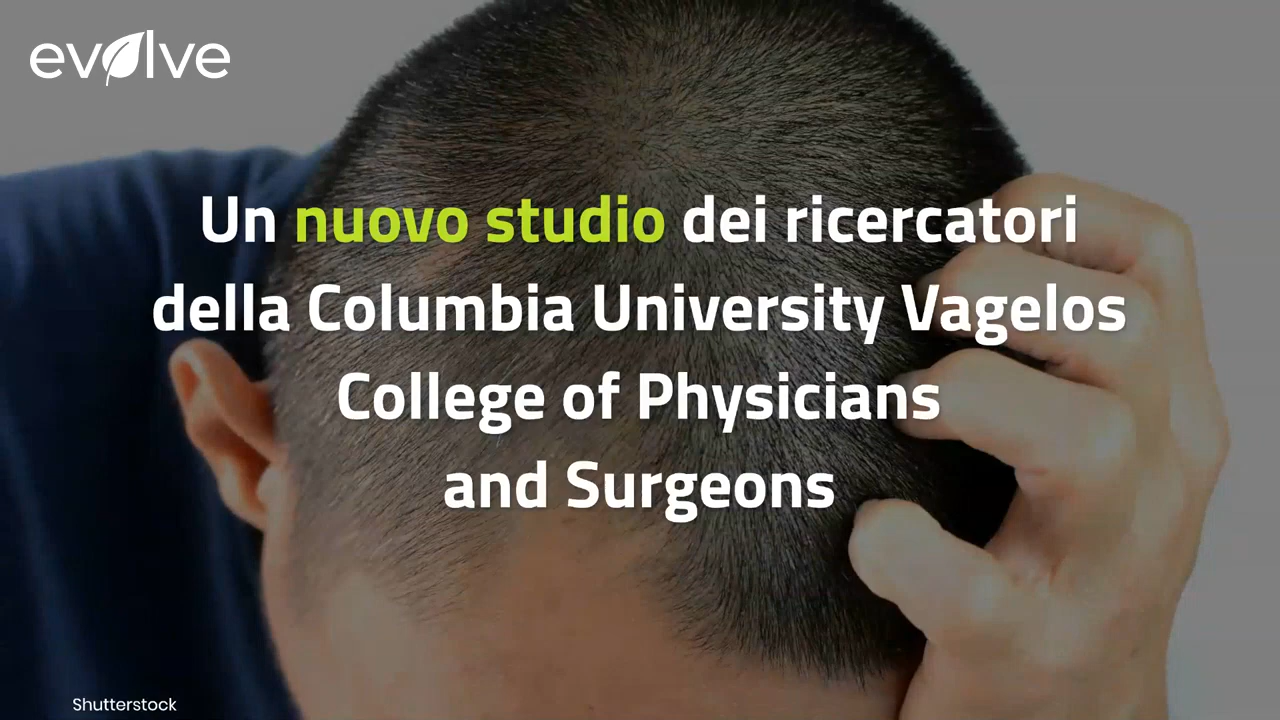 evolve
Un nuovo studio dei ricercatori
della Columbia University Vagelos
College of Physicians
and Surgeons
Shutterstock